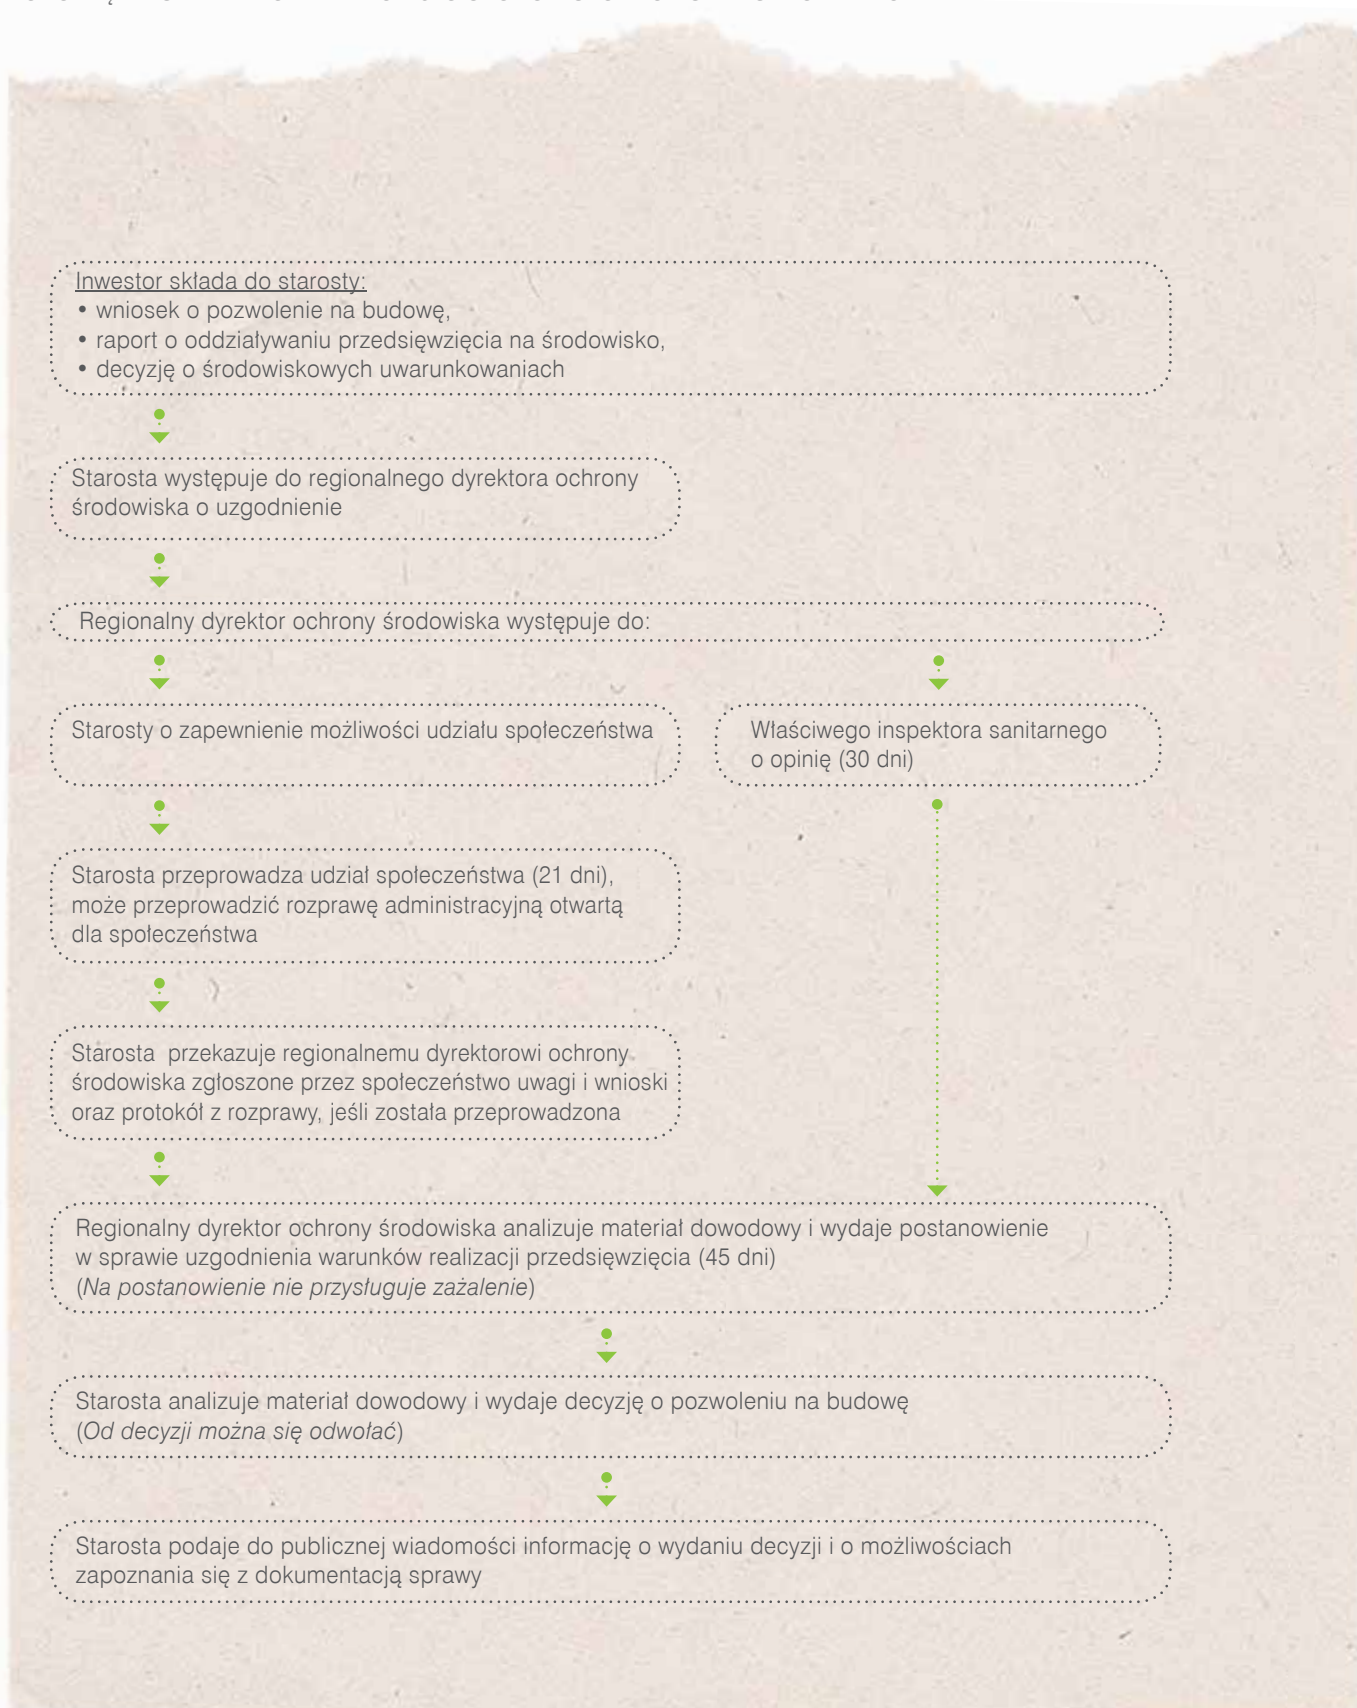 Inwestor składa do starosty:
• wniosek o pozwolenie na budowę,
• raport o oddziaływaniu przedsięwzięcia na środowisko,
• decyzję o środowiskowych uwarunkowaniach
Starosta występuje do regionalnego dyrektora ochrony
środowiska o uzgodnienie
Regionalny dyrektor ochrony środowiska występuje do:
Starosty o zapewnienie możliwości udziału społeczeństwa
Właściwego inspektora sanitarnego
o opinię (30 dni)
Starosta przeprowadza udział społeczeństwa (21 dni),
może przeprowadzić rozprawę administracyjną otwartą
dla społeczeństwa
Starosta przekazuje regionalnemu dyrektorowi ochrony
środowiska zgłoszone przez społeczeństwo uwagi i wnioski
oraz protokół z rozprawy, jeśli została przeprowadzona
Regionalny dyrektor ochrony środowiska analizuje materiał dowodowy i wydaje postanowienie
w sprawie uzgodnienia warunków realizacji przedsięwzięcia (45 dni)
(Na postanowienie nie przysługuje zażalenie)
Starosta analizuje materiał dowodowy i wydaje decyzję o pozwoleniu na budowę
(Od decyzji można się odwołać)
Starosta podaje do publicznej wiadomości informację o wydaniu decyzji i o możliwościach
zapoznania się z dokumentacją sprawy